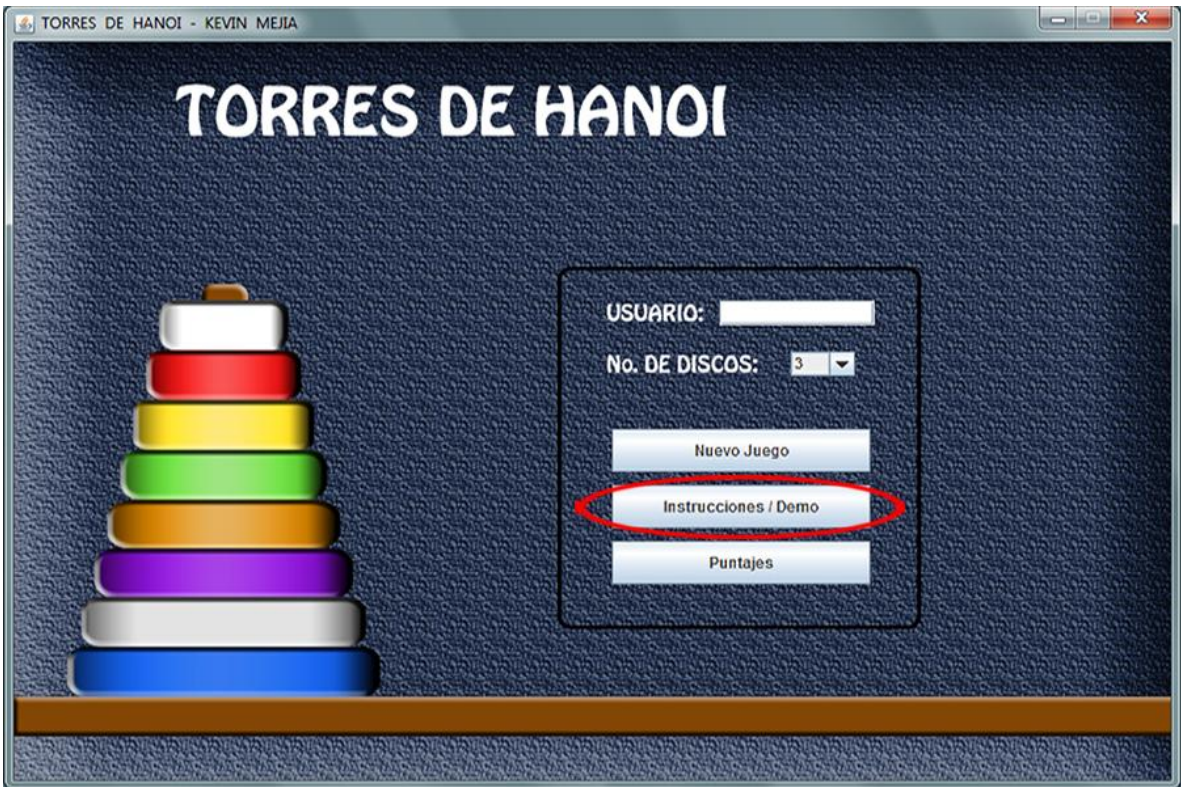 TORRES DE HANOI - KEVIN MEJIA
TORRES DE HANOI
USUARIO:
No. DE DISCOS: 3
Nuevo Juego
Instrucciones / Demo
Puntajes